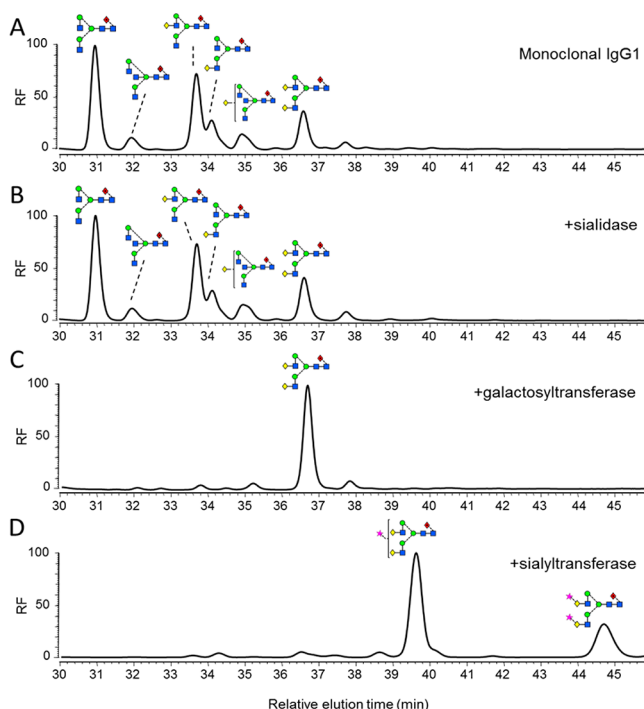 A
100
Monoclonal IgG1
RF
50
0
30 31 32 33 34 35 36 37 38 39 40 41 42 43 44 45
B
100
+sialidase
RF
50
0
30 31 32 33 34 35 36 37 38 39 40 41 42 43 44 45
C
100
+galactosyltransferase
RF
50
0
30 31 32 33 34 35 36 37 38 39 40 41 42 43 44 45
D
100
+sialyltransferase
RF
50
0
30 31 32 33 34 35 36 37 38 39 40 41 42 43 44 45
Relative elution time (min)